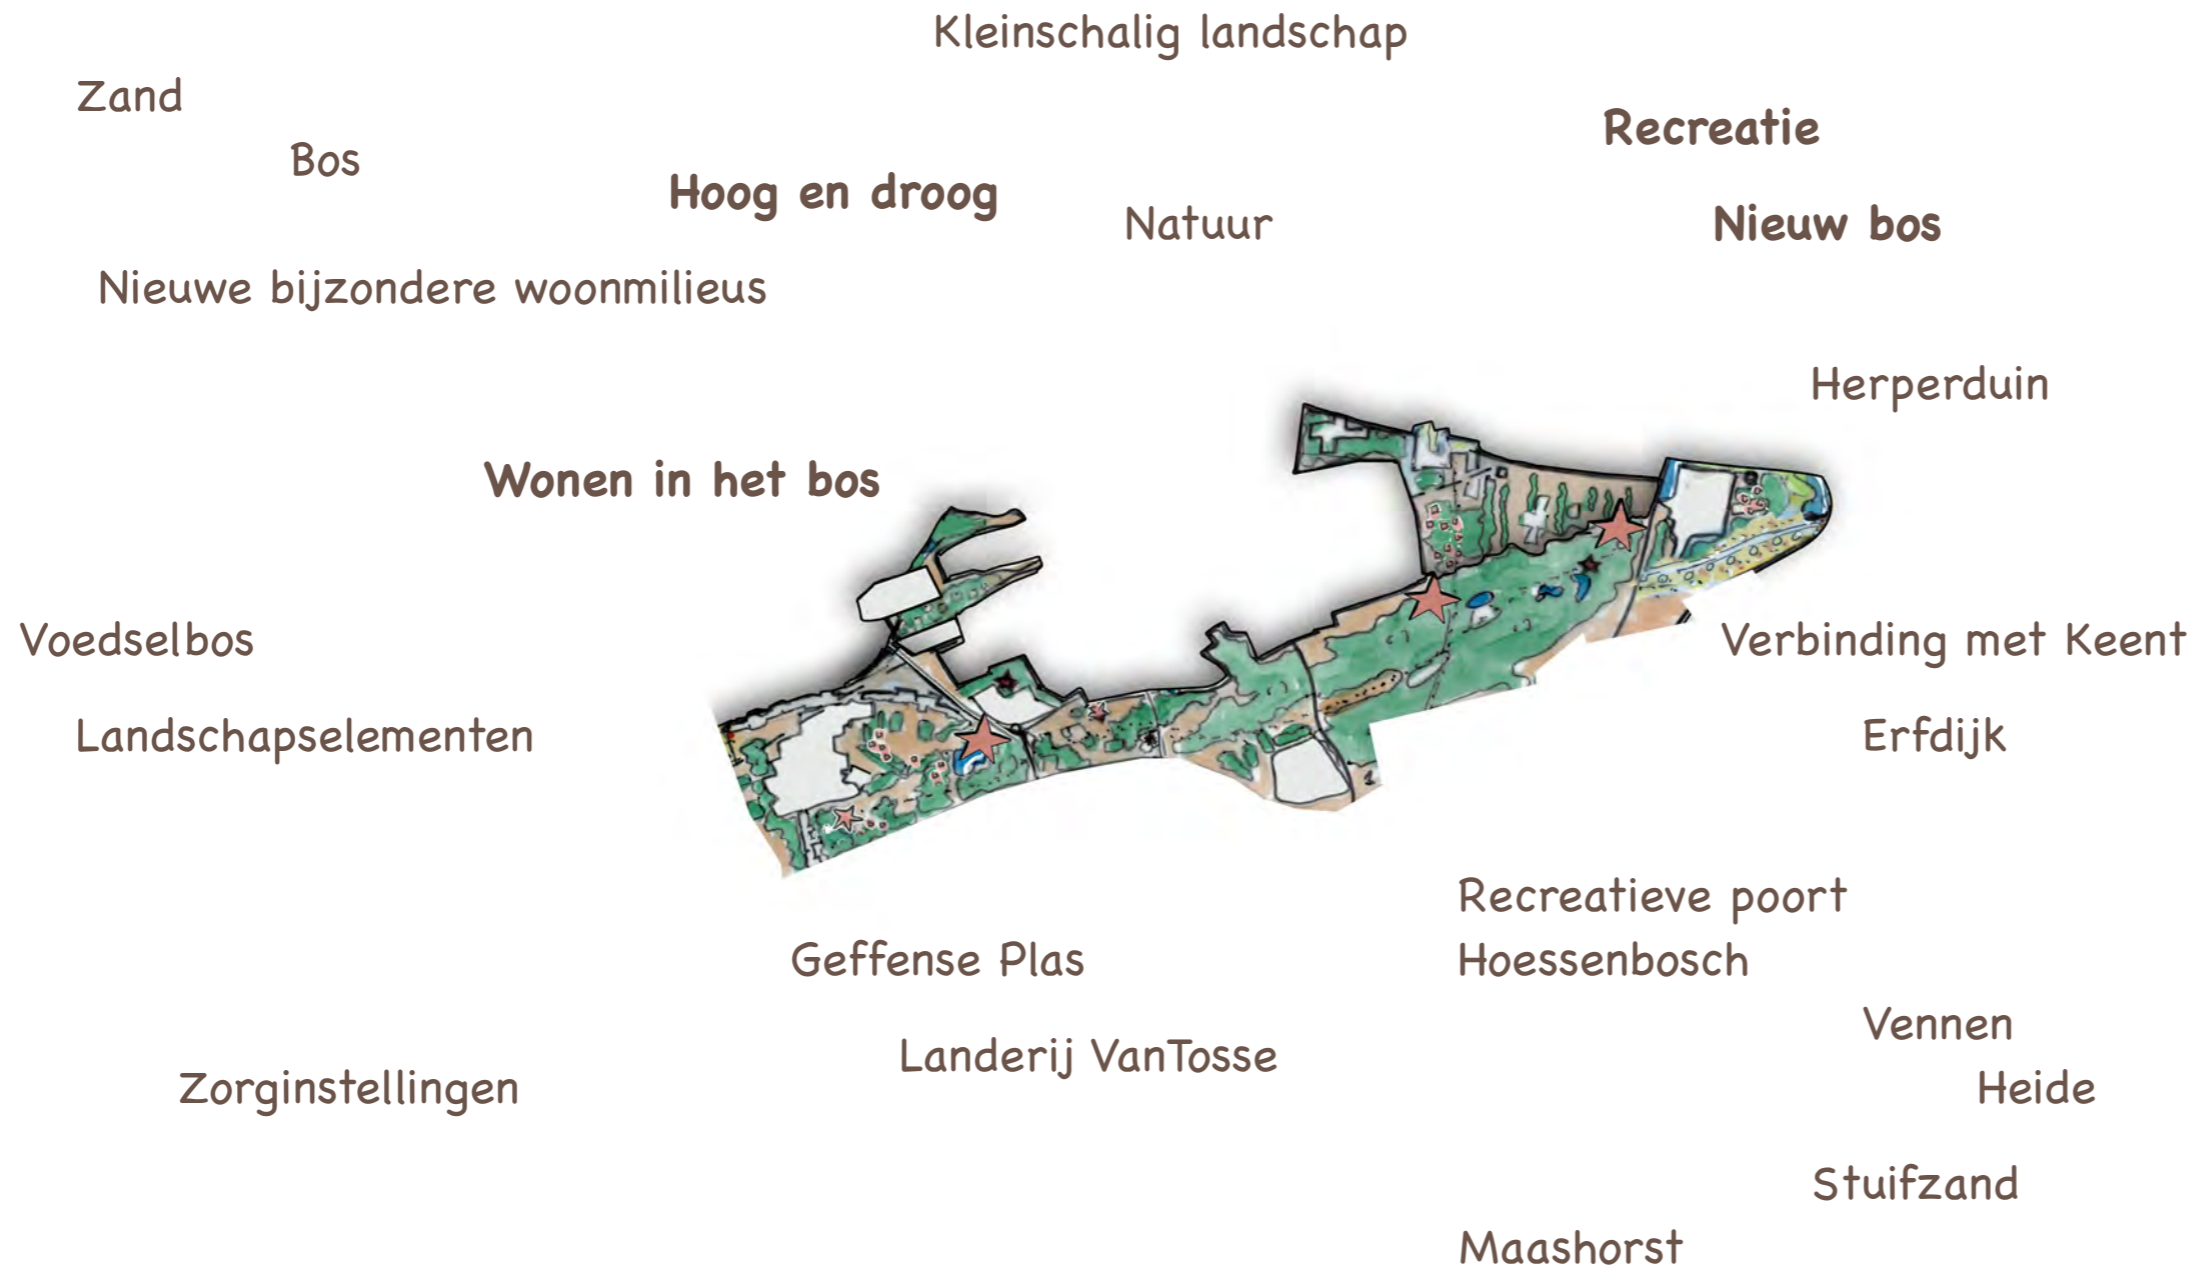 Kleinschalig landschap
Zand
Recreatie
Bos
Hoog en droog
Natuur
Nieuw bos
Nieuwe bijzondere woonmilieus
Herperduin
Wonen in het bos
Voedselbos
Verbinding met Keent
Landschapselementen
Erfdijk
Recreatieve poort
Hoessenbosch
Geffense Plas
Vennen
Landerij VanTosse
Zorginstellingen
Heide
Stuifzand
Maashorst